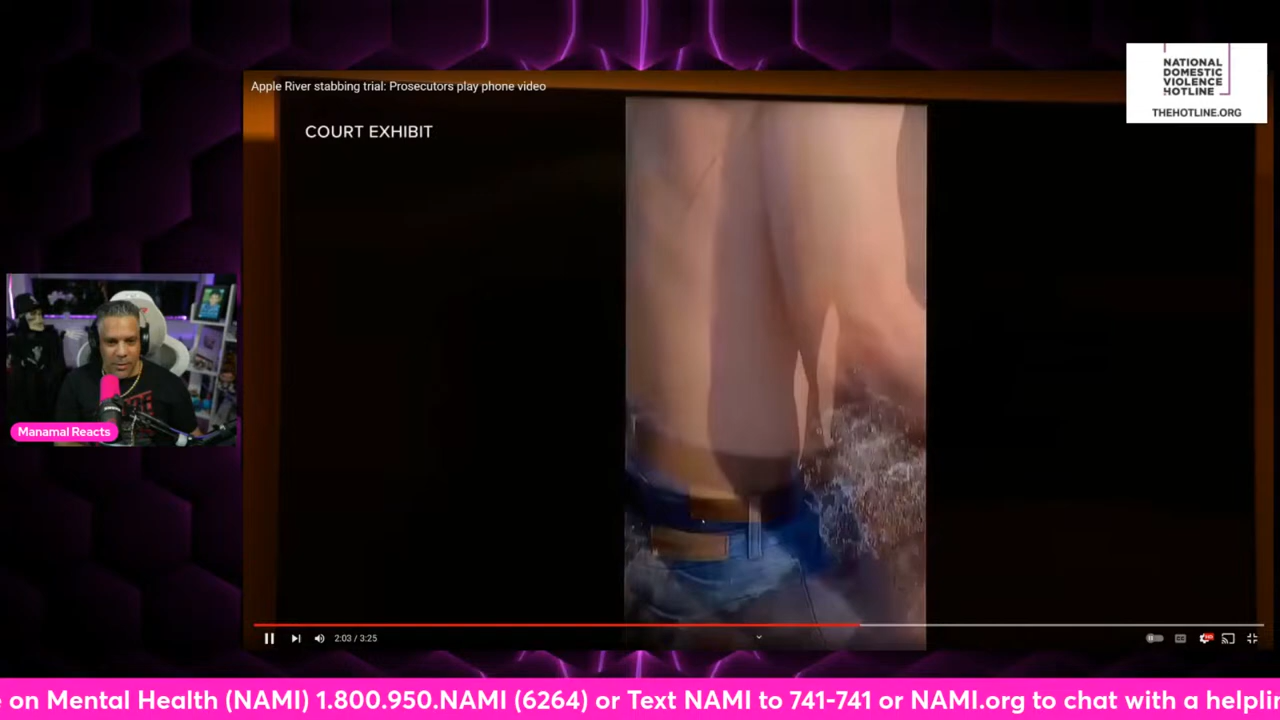 Apple River stabbing trial: Prosecutors play phone video
COURT EXHIBIT
NATIONAL
DOMESTIC
VIOLENCE
HOTLINE
THEHOTLINE.ORG
Manamal Reacts
2:03 / 3:25
e on Mental Health (NAMI) 1.800.950.NAMI (6264) or Text NAMI to 741-741 or NAMI.org to chat with a helplin